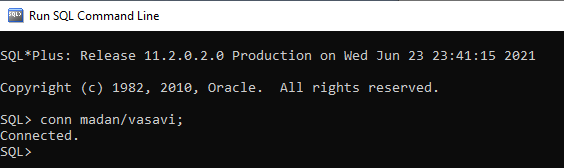 SQL>
Run SQL Command Line
SQL*Plus: Release 11.2.0.2.0 Production on Wed Jun 23 23:41:15 2021
Copyright (c) 1982, 2010, Oracle.  All rights reserved.
SQL> conn madan/vasavi;
Connected.
SQL>